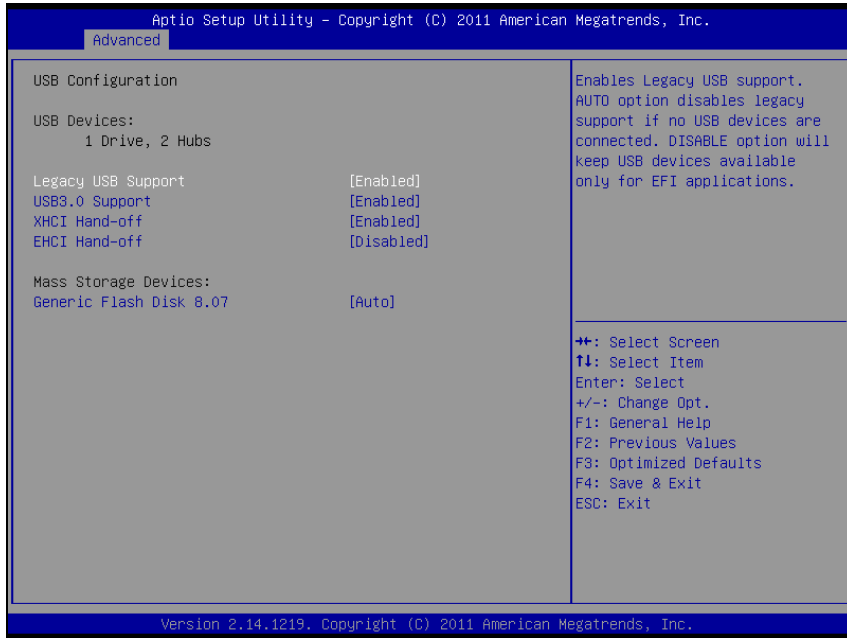 Aptio Setup Utility - Copyright (C) 2011 American Megatrends, Inc.
Advanced
USB Configuration
USB Devices:
1 Drive, 2 Hubs
Legacy USB Support [Enabled]
USB3.0 Support [Enabled]
XHCI Hand-off [Enabled]
EHCI Hand-off [Disabled]
Mass Storage Devices:
Generic Flash Disk 8.07 [Auto]
Enables Legacy USB support.
AUTO option disables legacy
support if no USB devices are
connected. DISABLE option will
keep USB devices available
only for EFI applications.
→←: Select Screen
↑↓: Select Item
Enter: Select
+/-: Change Opt.
F1: General Help
F2: Previous Values
F3: Optimized Defaults
F4: Save & Exit
ESC: Exit
Version 2.14.1219. Copyright (C) 2011 American Megatrends, Inc.